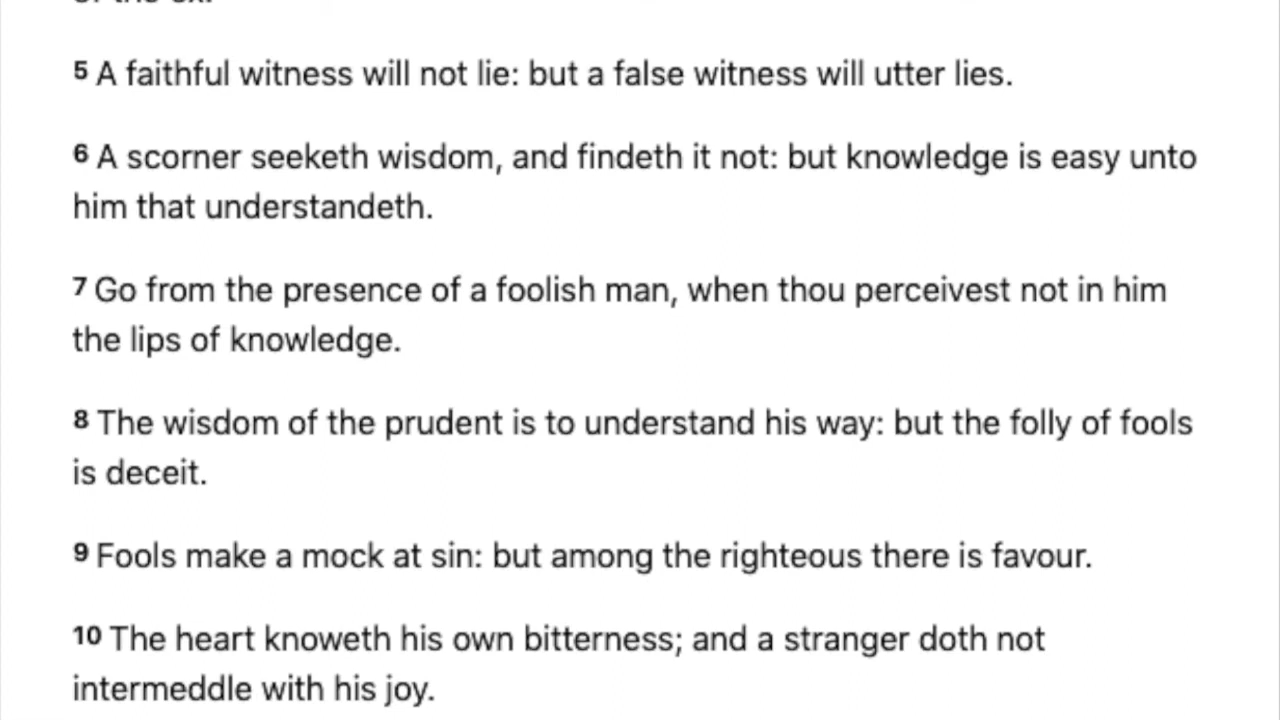 of the ox.
5 A faithful witness will not lie: but a false witness will utter lies.
6 A scorner seeketh wisdom, and findeth it not: but knowledge is easy unto
him that understandeth.
7 Go from the presence of a foolish man, when thou perceivest not in him
the lips of knowledge.
8 The wisdom of the prudent is to understand his way: but the folly of fools
is deceit.
9 Fools make a mock at sin: but among the righteous there is favour.
10 The heart knoweth his own bitterness; and a stranger doth not
intermeddle with his joy.